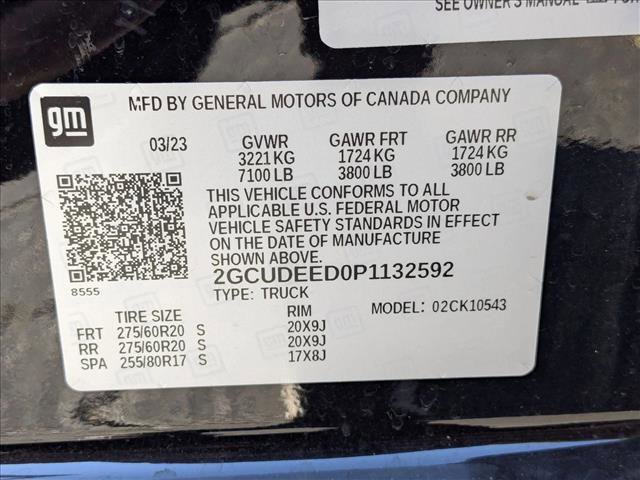 SEE OWNER'S MANUAL
gm
MFD BY GENERAL MOTORS OF CANADA COMPANY
03/23 GVWR GAWR FRT GAWR RR
3221 KG 1724 KG 1724 KG
7100 LB 3800 LB 3800 LB
THIS VEHICLE CONFORMS TO ALL
APPLICABLE U.S. FEDERAL MOTOR
VEHICLE SAFETY STANDARDS IN EFFECT
ON THE DATE OF MANUFACTURE
SHOWN ABOVE.
2GCUDEED0P1132592
8555
TYPE: TRUCK
MODEL: 02CK10543
TIRE SIZE RIM
FRT 275/60R20 S 20X9J
RR 275/60R20 S 20X9J
SPA 255/80R17 S 17X8J